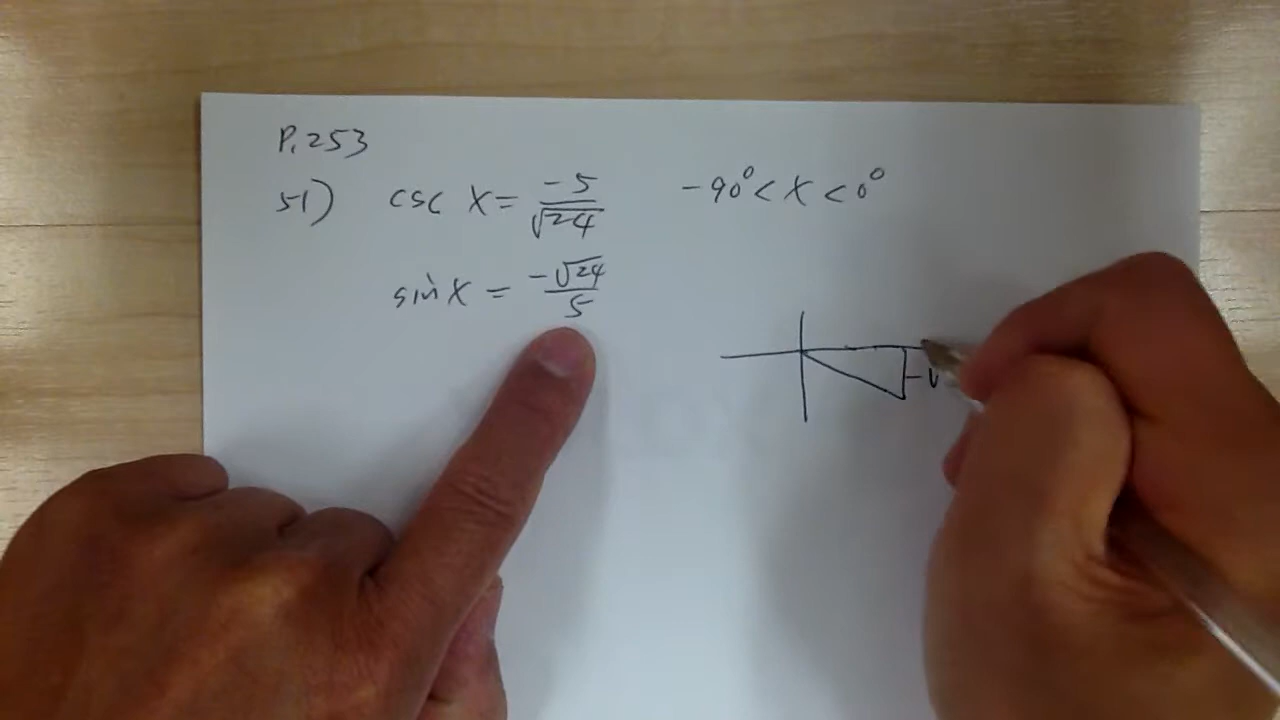 P.253
51) csc x = -5/√24 -90° < x < 0°
sin x = -√24/5
-√